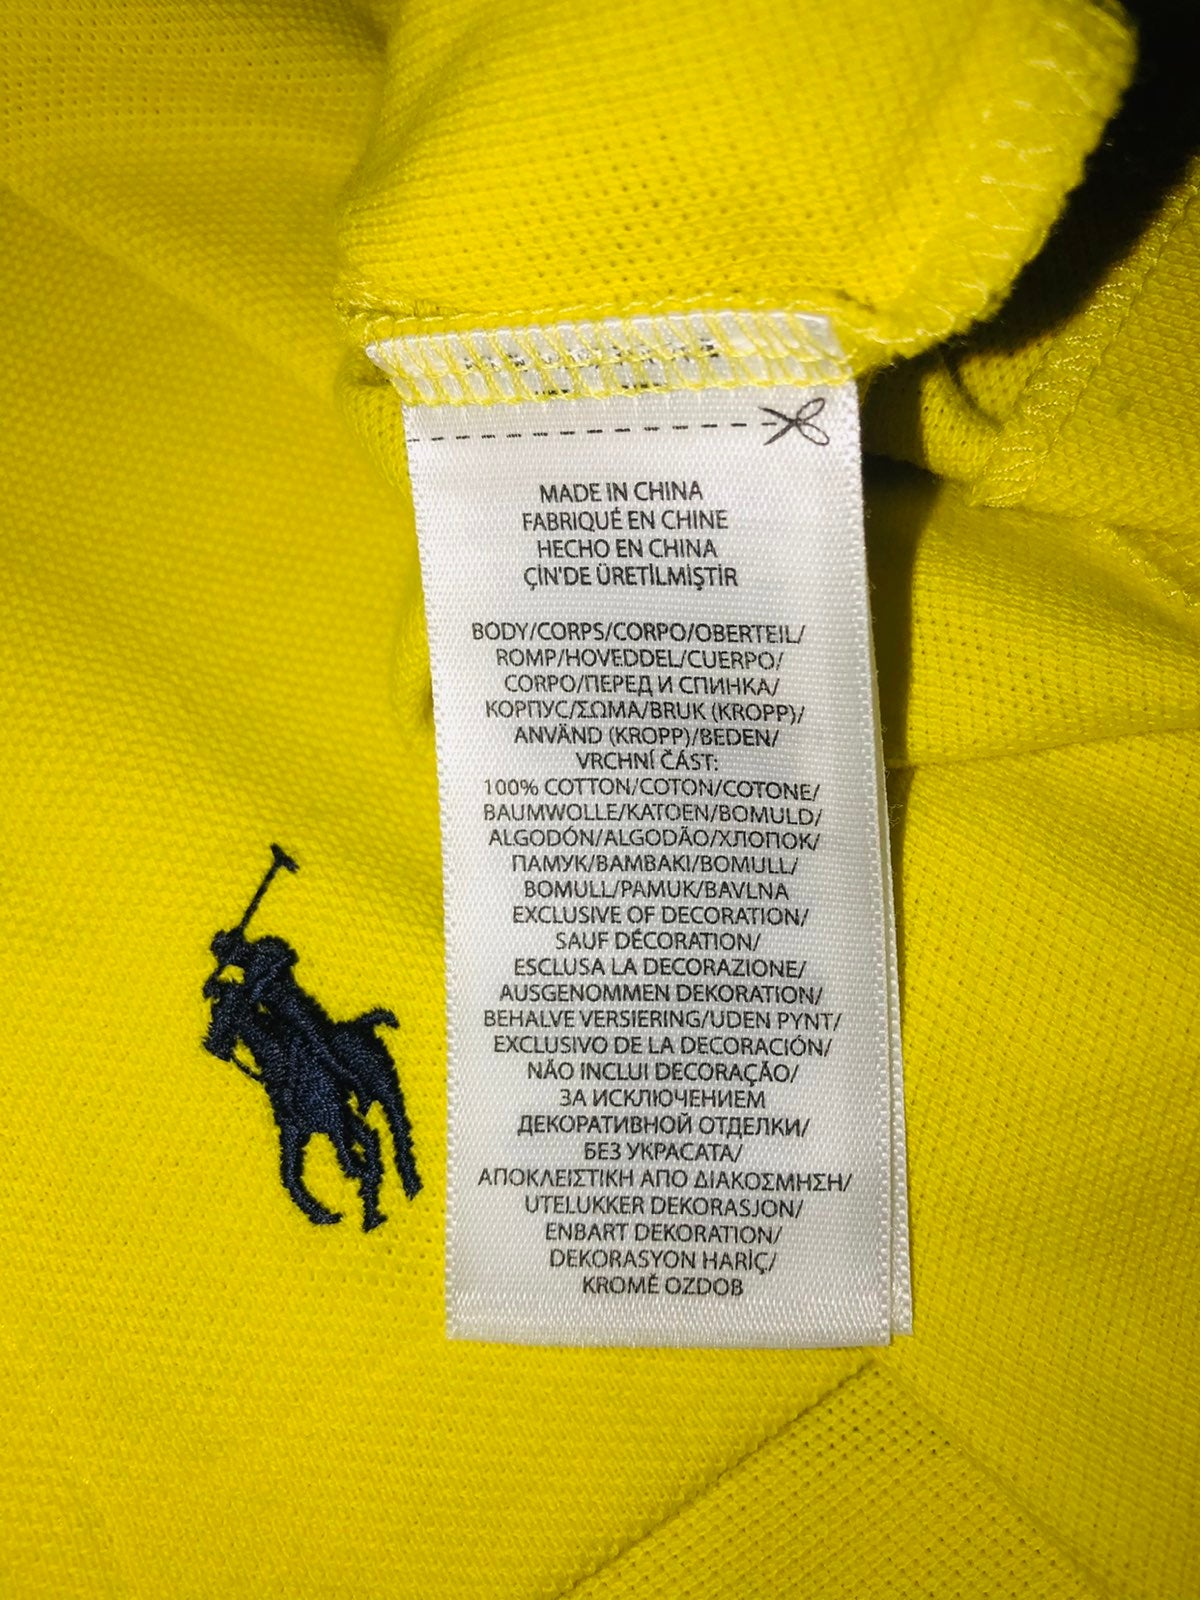 MADE IN CHINA
FABRIQUÉ EN CHINE
HECHO EN CHINA
ÇİN'DE ÜRETİLMİŞTİR
BODY/CORPS/CORPO/OBERTEIL/
ROMP/HOVEDDEL/CUERPO/
CORPO/ПЕРЕД И СПИНКА/
КОРПУС/ΣΩΜΑ/BRUK (KROPP)/
ANVÄND (KROPP)/BEDEN/
VRCHNÍ ČÁST:
100% COTTON/COTON/COTONE/
BAUMWOLLE/KATOEN/BOMULD/
ALGODÓN/ALGODÃO/ХЛОПОК/
ПАМУК/ΒΑΜΒΑΚΙ/BOMULL/
BOMULL/PAMUK/BAVLNA
EXCLUSIVE OF DECORATION/
SAUF DÉCORATION/
ESCLUSA LA DECORAZIONE/
AUSGENOMMEN DEKORATION/
BEHALVE VERSIERING/UDEN PYNT/
EXCLUSIVO DE LA DECORACIÓN/
NÃO INCLUI DECORAÇÃO/
ЗА ИСКЛЮЧЕНИЕМ
ДЕКОРАТИВНОЙ ОТДЕЛКИ/
БЕЗ УКРАСАТА/
ΑΠΟΚΛΕΙΣΤΙΚΗ ΑΠΟ ΔΙΑΚΟΣΜΗΣΗ/
UTELUKKER DEKORASJON/
ENBART DEKORATION/
DEKORASYON HARİÇ/
KROMĚ OZDOB